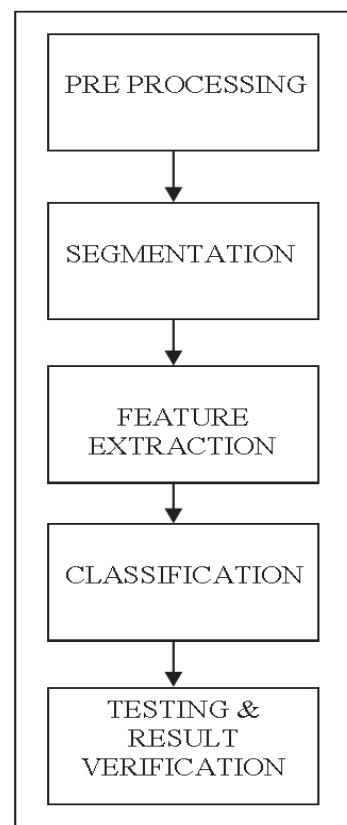 PRE PROCESSING
SEGMENTATION
FEATURE
EXTRACTION
CLASSIFICATION
TESTING &
RESULT
VERIFICATION